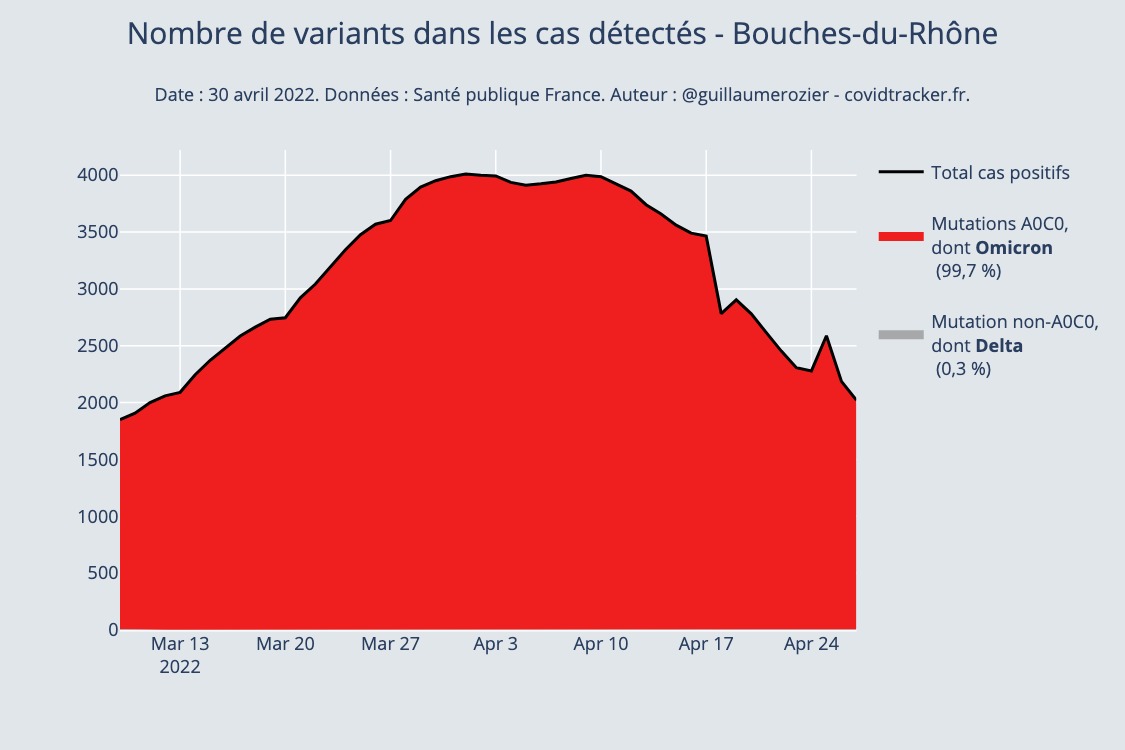 Nombre de variants dans les cas détectés - Bouches-du-Rhône
Date : 30 avril 2022. Données : Santé publique France. Auteur : @guillaumerozier - covidtracker.fr.
4000
3500
3000
2500
2000
1500
1000
500
0
Mar 13
2022
Mar 20
Mar 27
Apr 3
Apr 10
Apr 17
Apr 24
Total cas positifs
Mutations A0C0,
dont Omicron
(99,7 %)
Mutation non-A0C0,
dont Delta
(0,3 %)